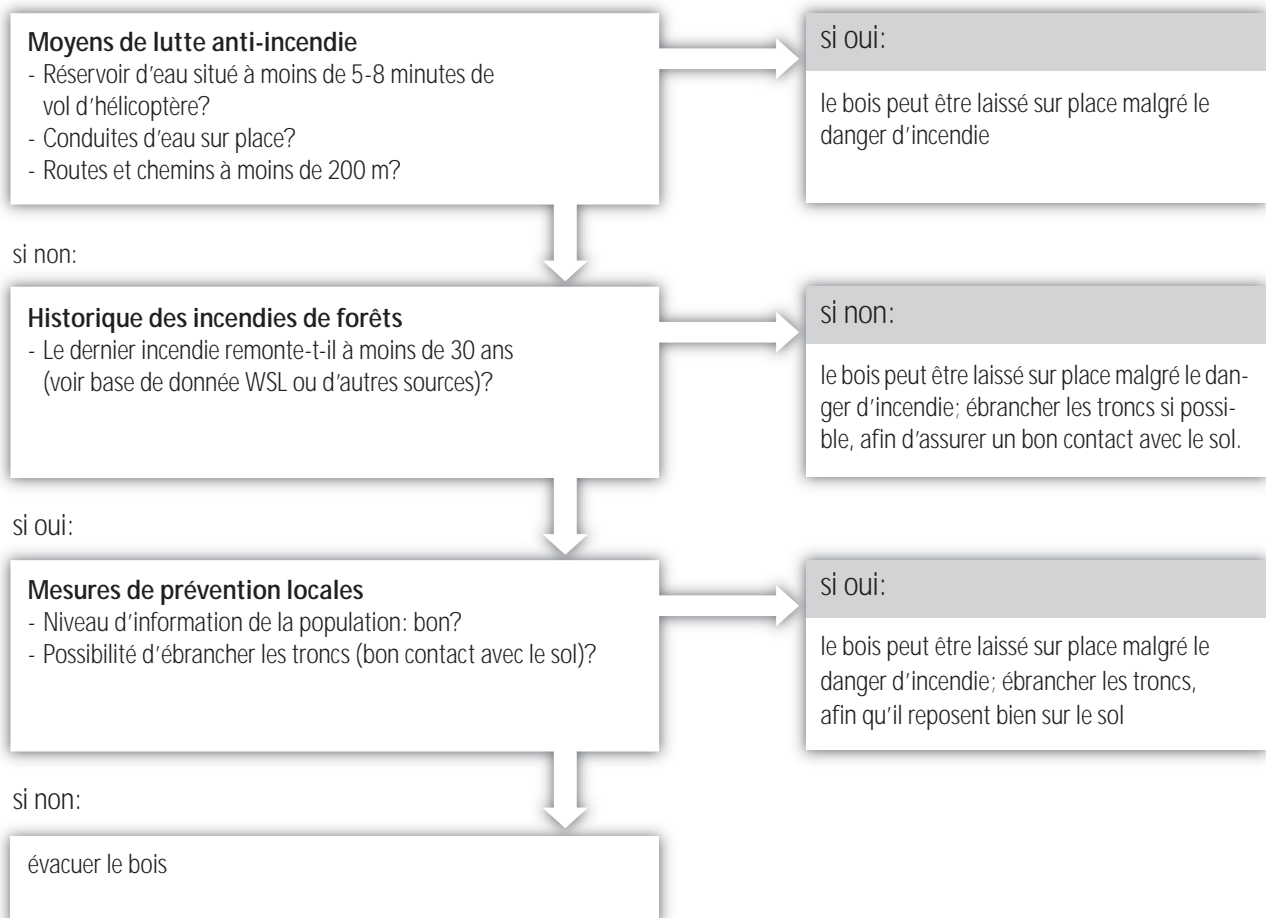 Moyens de lutte anti-incendie
- Réservoir d'eau situé à moins de 5-8 minutes de
vol d'hélicoptère?
- Conduites d'eau sur place?
- Routes et chemins à moins de 200 m?
si oui:
le bois peut être laissé sur place malgré le
danger d'incendie
si non:
Historique des incendies de forêts
- Le dernier incendie remonte-t-il à moins de 30 ans
(voir base de donnée WSL ou d'autres sources)?
si non:
le bois peut être laissé sur place malgré le dan-
ger d'incendie; ébrancher les troncs si possi-
ble, afin d'assurer un bon contact avec le sol.
si oui:
Mesures de prévention locales
- Niveau d'information de la population: bon?
- Possibilité d'ébrancher les troncs (bon contact avec le sol)?
si oui:
le bois peut être laissé sur place malgré le
danger d'incendie; ébrancher les troncs,
afin qu'il reposent bien sur le sol
si non:
évacuer le bois